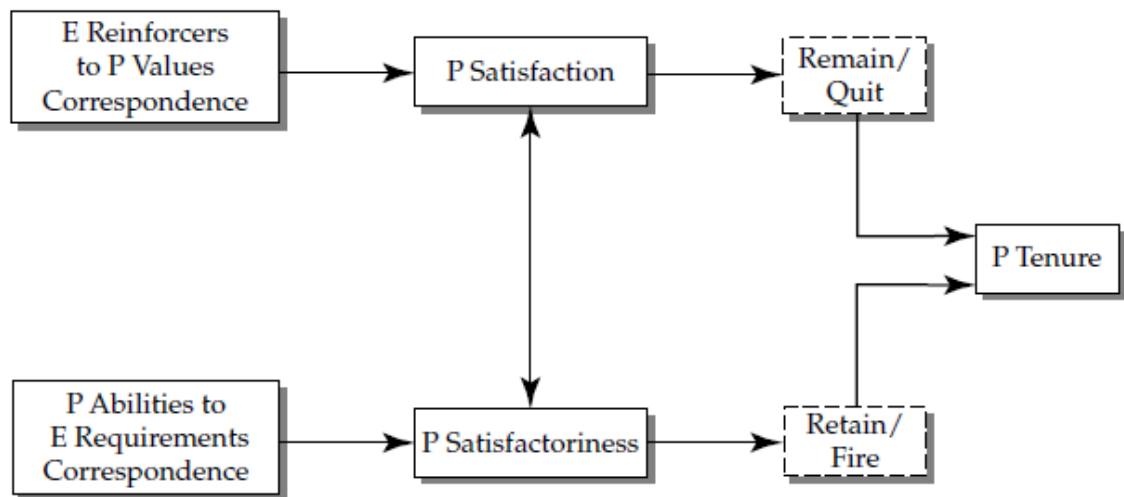 E Reinforcers
to P Values
Correspondence
P Satisfaction
Remain/
Quit
P Tenure
P Abilities to
E Requirements
Correspondence
P Satisfactoriness
Retain/
Fire